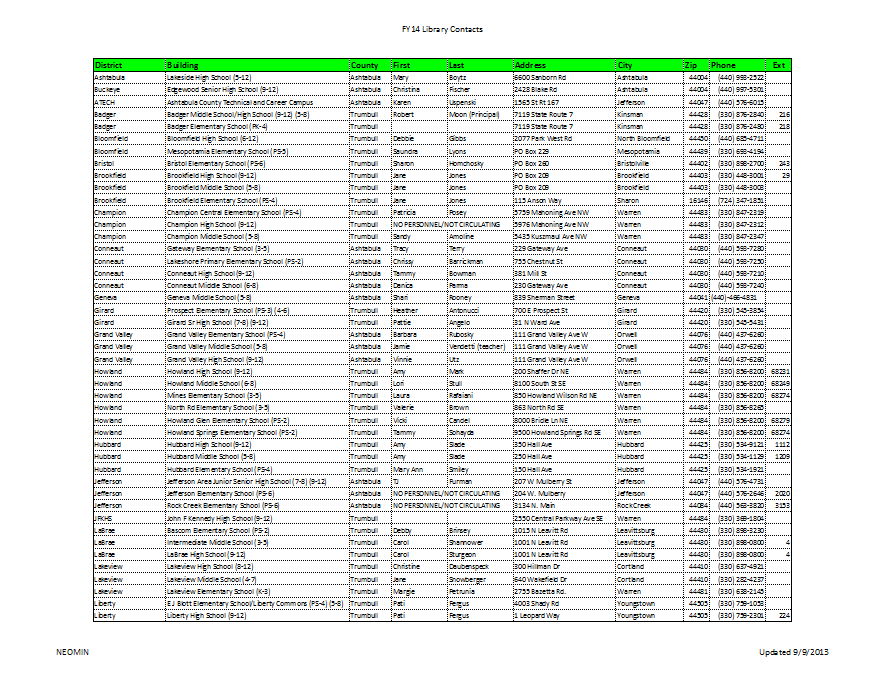 FY14 Library Contacts
District Building County First Last Address City Zip Phone Ext
Ashtabula Lakeside High School (9-12) Ashtabula Mary Boytz 6600 Sanborn Rd Ashtabula 44004 (440) 993-2522
Buckeye Edgewood Senior High School (9-12) Ashtabula Christina Fischer 2428 Blake Rd Ashtabula 44004 (440) 997-5301
ATECH Ashtabula County Technical and Career Campus Ashtabula Karen Uspenski 1565 St Rt 167 Jefferson 44047 (440) 576-6015
Badger Badger Middle School/High School (9-12) (5-8) Trumbull Robert Moon (Principal) 7119 State Route 7 Kinsman 44428 (330) 876-2840 216
Badger Badger Elementary School (PK-4) Trumbull 7119 State Route 7 Kinsman 44428 (330) 876-2480 218
Bloomfield Bloomfield High School (6-12) Trumbull Debbie Gibbs 2077 Park West Rd North Bloomfield 44450 (440) 685-4711
Bloomfield Mesopotamia Elementary School (PS-5) Trumbull Saundra Lyons PO Box 229 Mesopotamia 44439 (330) 693-4194
Bristol Bristol Elementary School (PS-6) Trumbull Sharon Homchosky PO Box 260 Bristolville 44402 (330) 898-2700 243
Brookfield Brookfield High School (9-12) Trumbull Jane Jones PO Box 209 Brookfield 44403 (330) 448-3001 29
Brookfield Brookfield Middle School (5-8) Trumbull Jane Jones PO Box 209 Brookfield 44403 (330) 448-3003
Brookfield Brookfield Elementary School (PS-4) Trumbull Jane Jones 115 Anson Way Sharon 16146 (724) 347-1851
Champion Champion Central Elementary School (PS-4) Trumbull Patricia Posey 5759 Mahoning Ave NW Warren 44483 (330) 847-2319
Champion Champion High School (9-12) Trumbull NO PERSONNEL/NOT CIRCULATING 5976 Mahoning Ave NW Warren 44483 (330) 847-2312
Champion Champion Middle School (5-8) Trumbull Sandy Amoline 5435 Kuszmaul Ave NW Warren 44483 (330) 847-2347
Conneaut Gateway Elementary School (3-5) Ashtabula Tracy Terry 229 Gateway Ave Conneaut 44030 (440) 593-7280
Conneaut Lakeshore Primary Elementary School (PS-2) Ashtabula Chrissy Barrickman 755 Chestnut St Conneaut 44030 (440) 593-7250
Conneaut Conneaut High School (9-12) Ashtabula Tammy Bowman 381 Mill St Conneaut 44030 (440) 593-7210
Conneaut Conneaut Middle School (6-8) Ashtabula Danica Parma 230 Gateway Ave Conneaut 44030 (440) 593-7240
Geneva Geneva Middle School (5-8) Ashtabula Shari Rooney 839 Sherman Street Geneva 44041 (440)-466-4831
Girard Prospect Elementary School (PS-3) (4-6) Trumbull Heather Antonucci 700 E Prospect St Girard 44420 (330) 545-3854
Girard Girard Sr High School (7-8) (9-12) Trumbull Pattie Angelo 31 N Ward Ave Girard 44420 (330) 545-5431
Grand Valley Grand Valley Elementary School (PS-4) Ashtabula Barbara Rubosky 111 Grand Valley Ave W Orwell 44076 (440) 437-6260
Grand Valley Grand Valley Middle School (5-8) Ashtabula Jamie Vendetti (teacher) 111 Grand Valley Ave W Orwell 44076 (440) 437-6260
Grand Valley Grand Valley High School (9-12) Ashtabula Vinnie Utz 111 Grand Valley Ave W Orwell 44076 (440) 437-6260
Howland Howland High School (9-12) Trumbull Amy Mark 200 Shaffer Dr NE Warren 44484 (330) 856-8200 68231
Howland Howland Middle School (6-8) Trumbull Lori Stull 8100 South St SE Warren 44484 (330) 856-8200 68249
Howland Mines Elementary School (3-5) Trumbull Laura Rafaiani 850 Howland Wilson Rd NE Warren 44484 (330) 856-8200 68274
Howland North Rd Elementary School (3-5) Trumbull Valerie Brown 863 North Rd SE Warren 44484 (330) 856-8265
Howland Howland Glen Elementary School (PS-2) Trumbull Vicki Candel 8000 Bridle Ln NE Warren 44484 (330) 856-8200 68279
Howland Howland Springs Elementary School (PS-2) Trumbull Tammy Sohayda 9500 Howland Springs Rd SE Warren 44484 (330) 856-8200 68274
Hubbard Hubbard High School (9-12) Trumbull Amy Slade 350 Hall Ave Hubbard 44425 (330) 534-9121 1112
Hubbard Hubbard Middle School (5-8) Trumbull Amy Slade 250 Hall Ave Hubbard 44425 (330) 534-1129 1209
Hubbard Hubbard Elementary School (PS-4) Trumbull Mary Ann Smiley 150 Hall Ave Hubbard 44425 (330) 534-1921
Jefferson Jefferson Area Junior Senior High School (7-8) (9-12) Ashtabula TJ Furman 207 W Mulberry St Jefferson 44047 (440) 576-4731
Jefferson Jefferson Elementary School (PS-6) Ashtabula NO PERSONNEL/NOT CIRCULATING 204 W. Mulberry Jefferson 44047 (440) 576-2646 2020
Jefferson Rock Creek Elementary School (PS-6) Ashtabula NO PERSONNEL/NOT CIRCULATING 3134 N. Main Rock Creek 44084 (440) 563-3820 3153
JFKHS John F Kennedy High School (9-12) Trumbull 2550 Central Parkway Ave SE Warren 44484 (330) 369-1804
LaBrae Bascom Elementary School (PS-2) Trumbull Debby Brinsey 1015 N Leavitt Rd Leavittsburg 44430 (330) 898-3230
LaBrae Intermediate Middle School (3-5) Trumbull Carol Shamower 1001 N Leavitt Rd Leavittsburg 44430 (330) 898-0800 4
LaBrae LaBrae High School (9-12) Trumbull Carol Sturgeon 1001 N Leavitt Rd Leavittsburg 44430 (330) 898-0800 4
Lakeview Lakeview High School (8-12) Trumbull Christine Daubenspeck 300 Hillman Dr Cortland 44410 (330) 637-4921
Lakeview Lakeview Middle School (4-7) Trumbull Jane Snowberger 640 Wakefield Dr Cortland 44410 (330) 282-4237
Lakeview Lakeview Elementary School (K-3) Trumbull Margie Petrunia 2755 Bazetta Rd. Warren 44481 (330) 638-2145
Liberty E J Blott Elementary School/Liberty Commons (PS-4) (5-8) Trumbull Pati Fergus 4003 Shady Rd Youngstown 44505 (330) 759-1053
Liberty Liberty High School (9-12) Trumbull Pati Fergus 1 Leopard Way Youngstown 44505 (330) 759-2301 224
NEOMIN Updated 9/9/2013